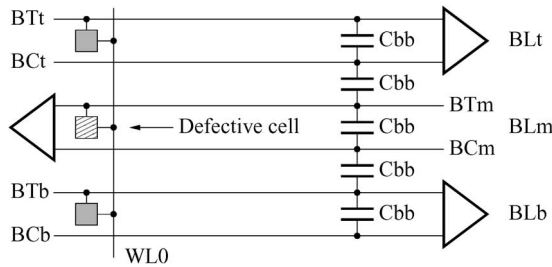 BTt
Cbb
BLt
BCt
Cbb
BTm
Defective cell
Cbb
BLm
BCm
Cbb
BTb
Cbb
BLb
BCb
WL0